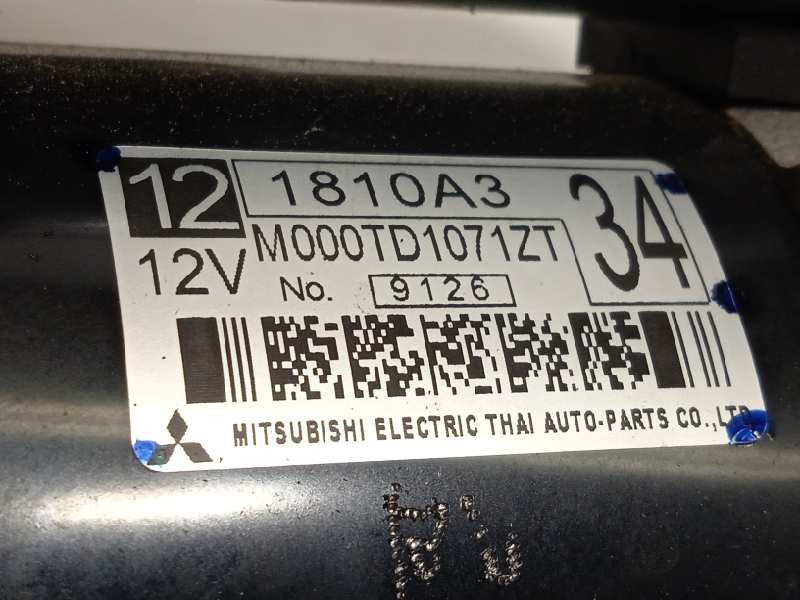 12 1810A3 34
12V M000TD1071ZT
No. 9126
MITSUBISHI ELECTRIC THAI AUTO-PARTS CO.,LTD